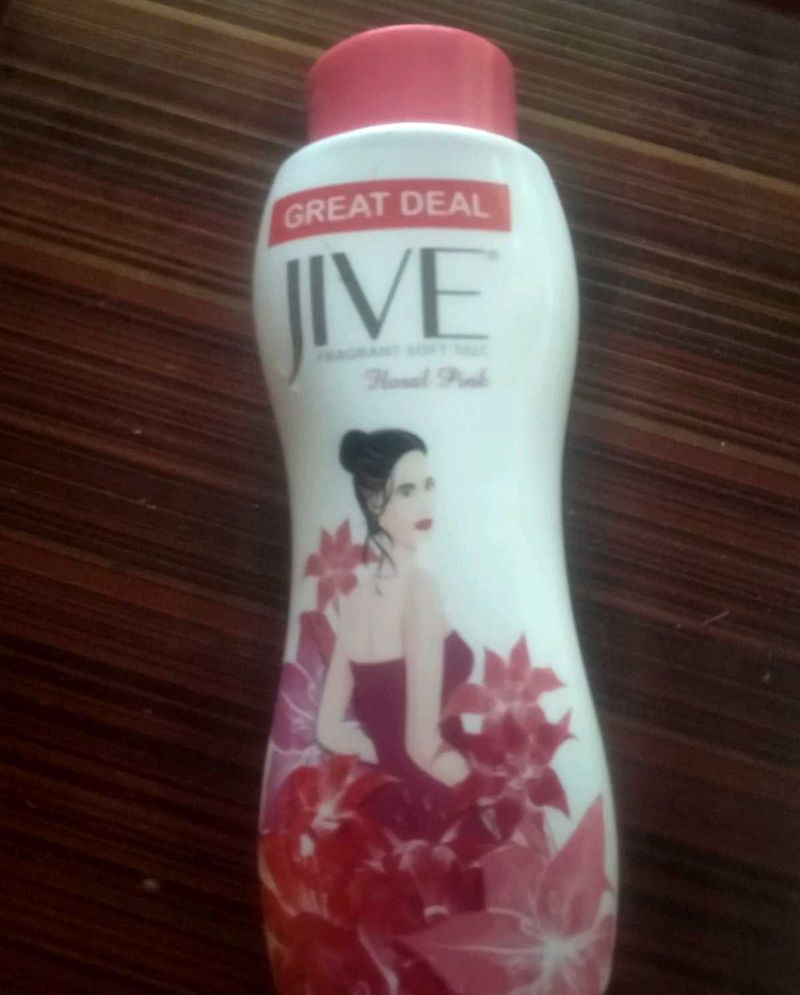 GREAT DEAL
JIVE®
FRAGRANT SOFT TALC
Floral Pink